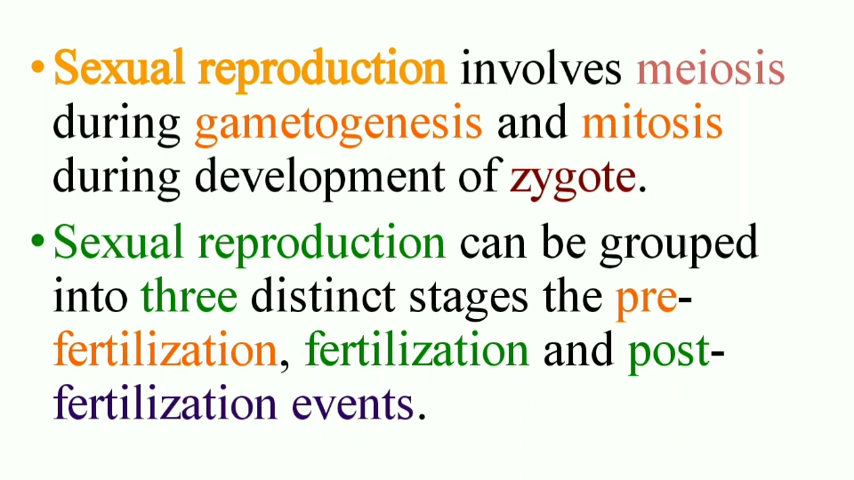 • Sexual reproduction involves meiosis
during gametogenesis and mitosis
during development of zygote.
• Sexual reproduction can be grouped
into three distinct stages the pre-
fertilization, fertilization and post-
fertilization events.